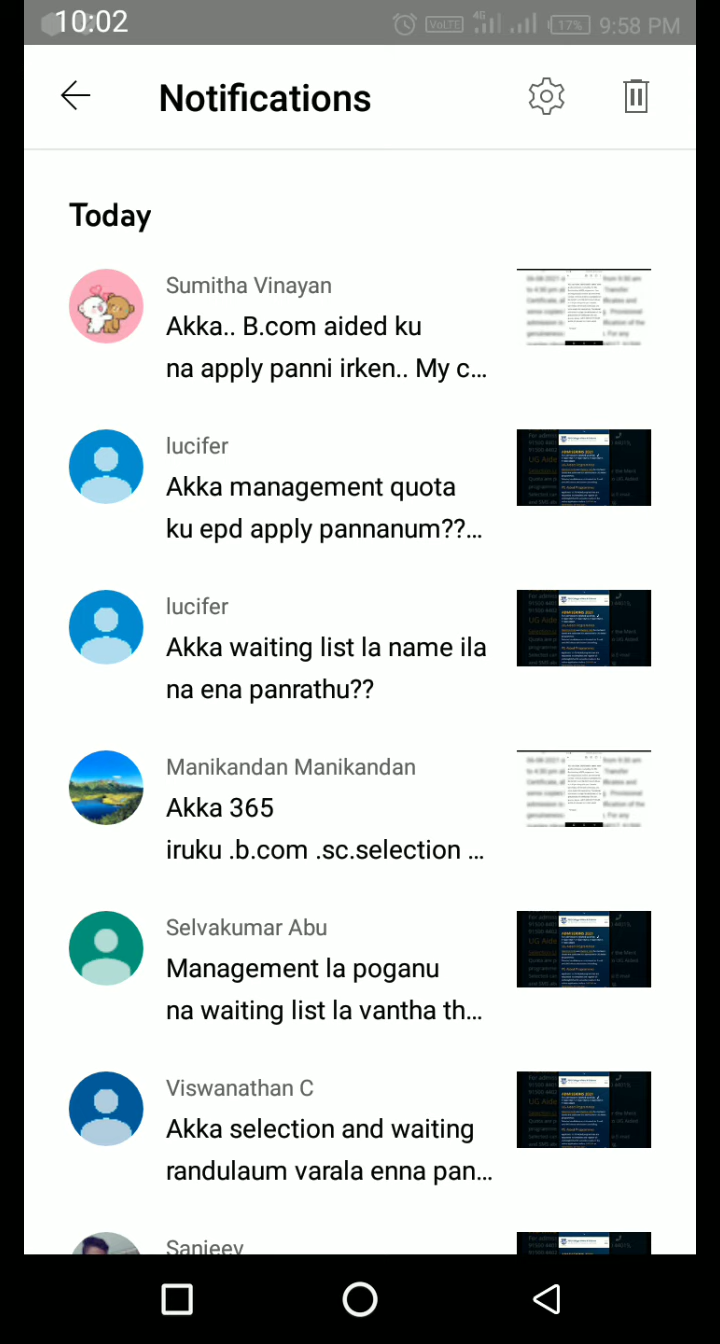 10:02
VoLTE 4G 17% 9:58 PM
Notifications
Today
Sumitha Vinayan
Akka.. B.com aided ku
na apply panni irken.. My c...
lucifer
Akka management quota
ku epd apply pannanum??...
lucifer
Akka waiting list la name ila
na ena panrathu??
Manikandan Manikandan
Akka 365
iruku .b.com .sc.selection ...
Selvakumar Abu
Management la poganu
na waiting list la vantha th...
Viswanathan C
Akka selection and waiting
randulaum varala enna pan...
Sanjeev